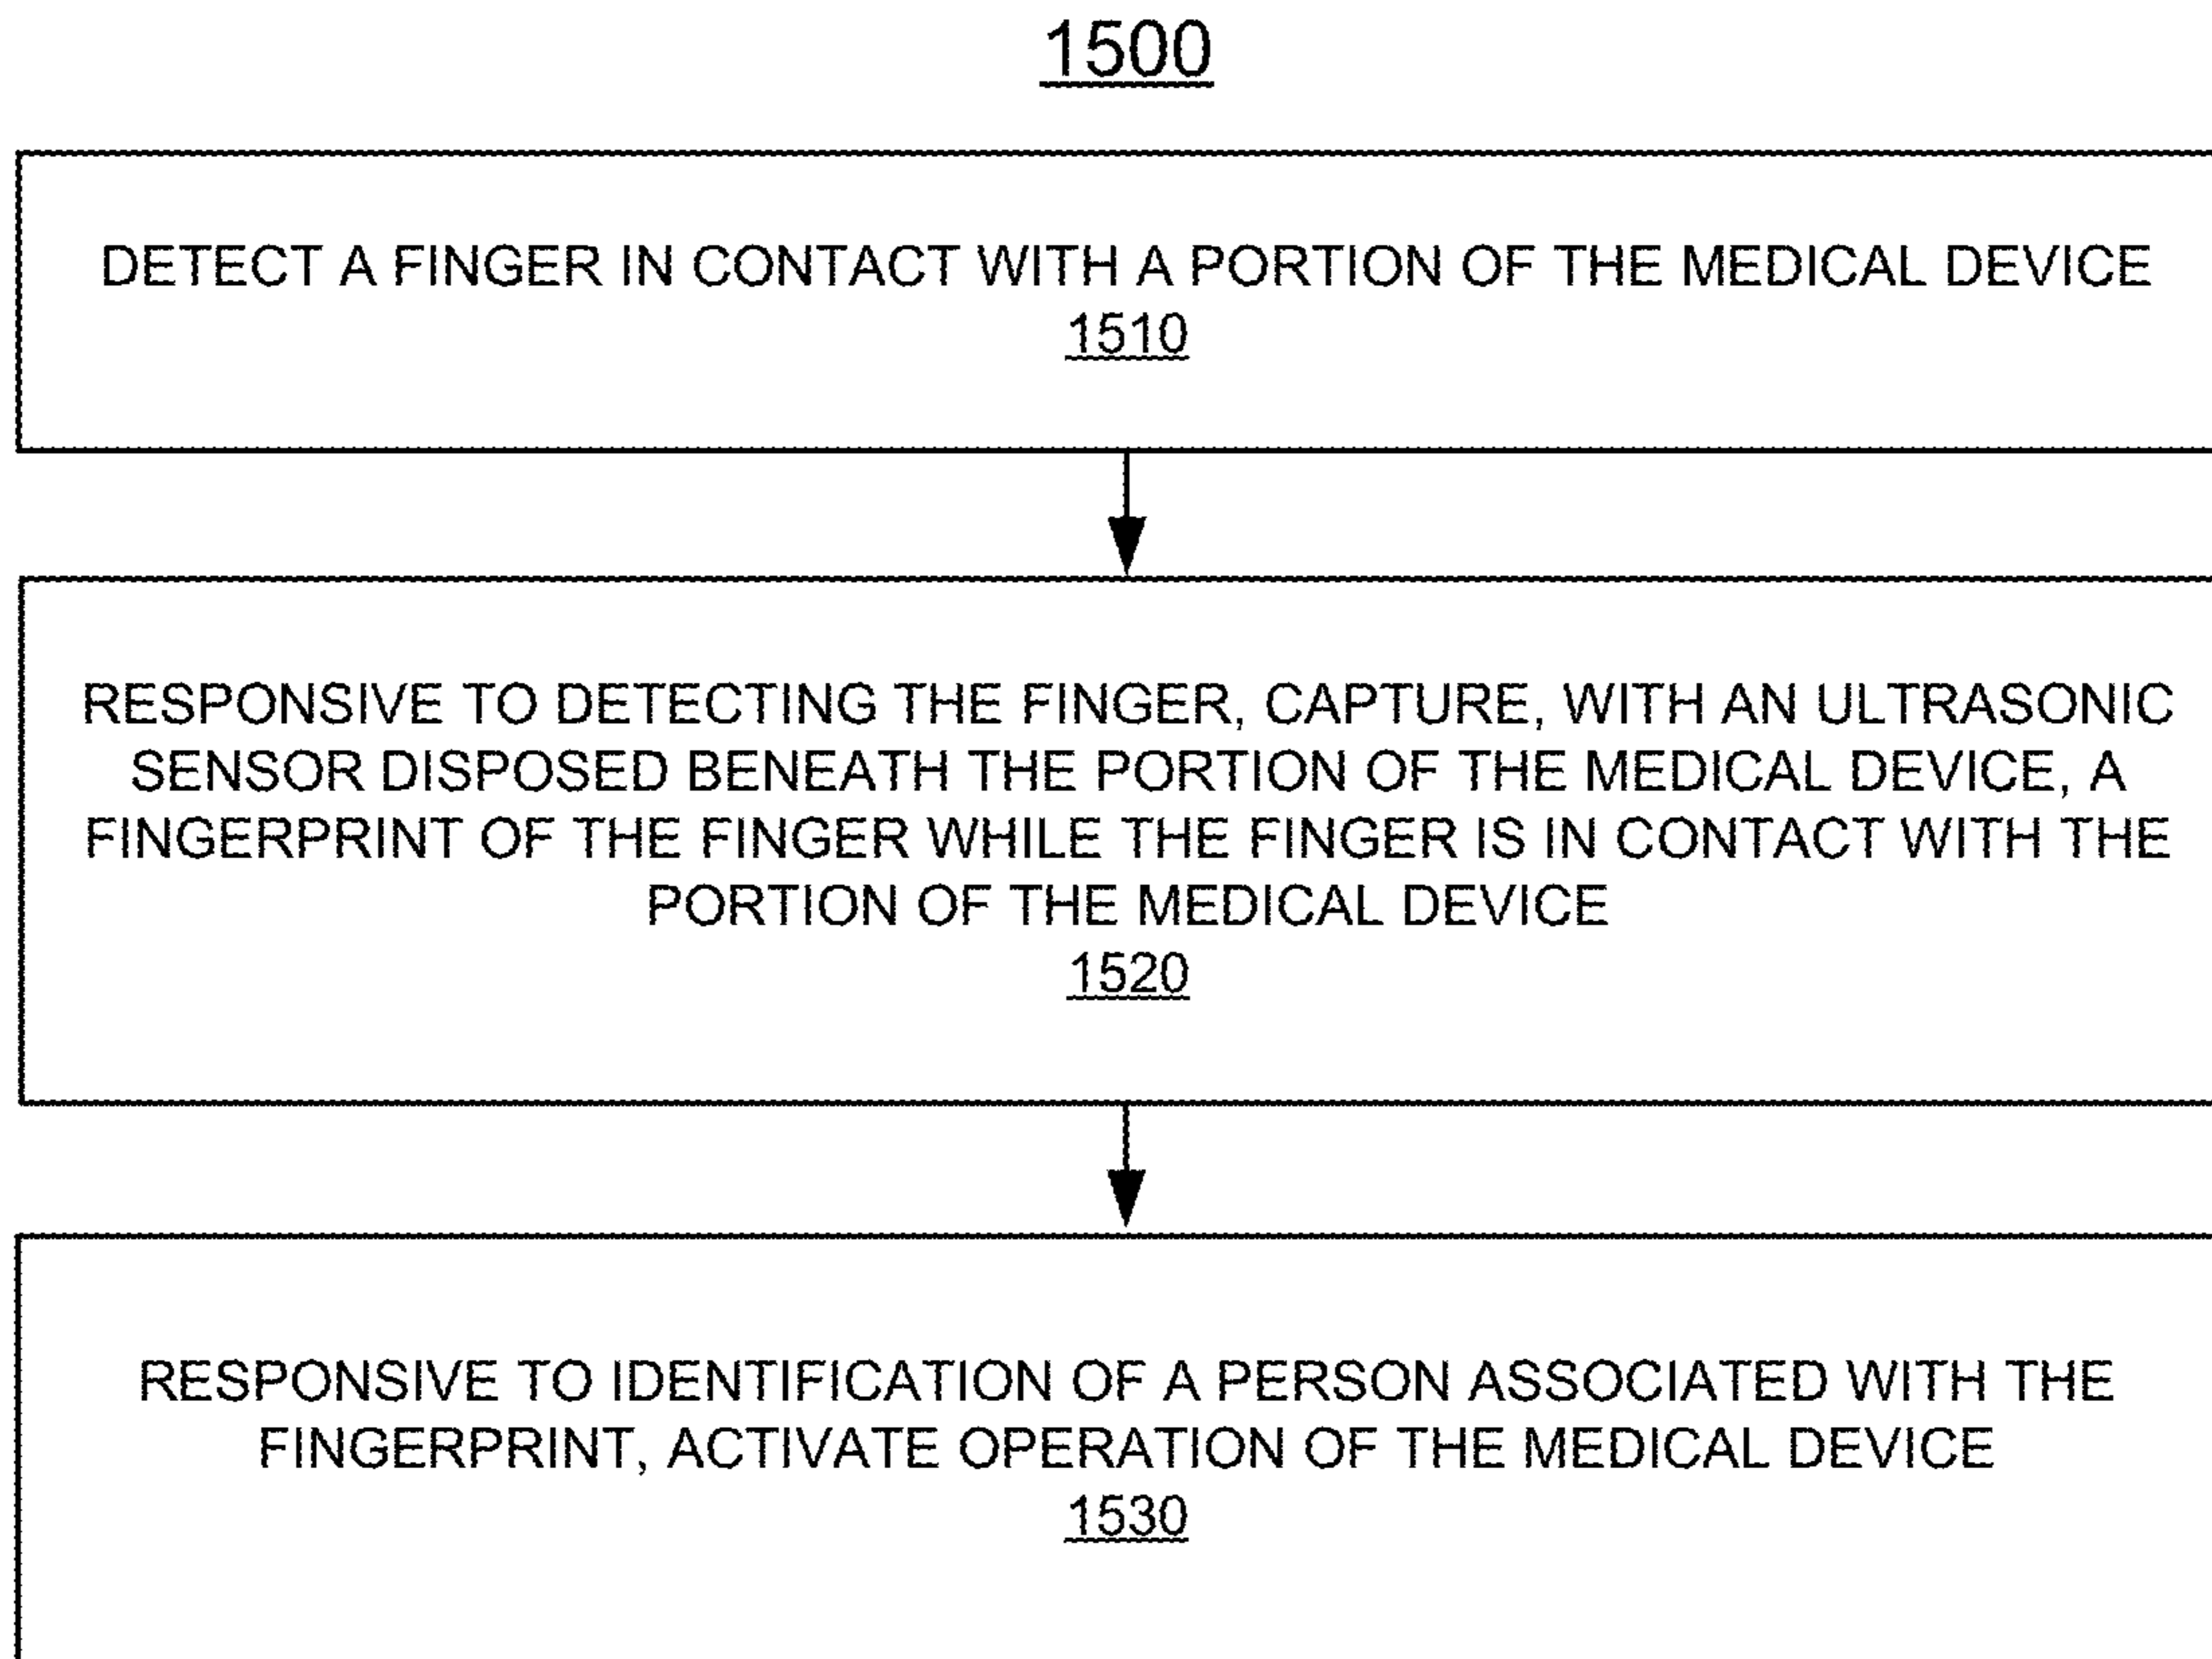 1500
DETECT A FINGER IN CONTACT WITH A PORTION OF THE MEDICAL DEVICE
1510
RESPONSIVE TO DETECTING THE FINGER, CAPTURE, WITH AN ULTRASONIC
SENSOR DISPOSED BENEATH THE PORTION OF THE MEDICAL DEVICE, A
FINGERPRINT OF THE FINGER WHILE THE FINGER IS IN CONTACT WITH THE
PORTION OF THE MEDICAL DEVICE
1520
RESPONSIVE TO IDENTIFICATION OF A PERSON ASSOCIATED WITH THE
FINGERPRINT, ACTIVATE OPERATION OF THE MEDICAL DEVICE
1530